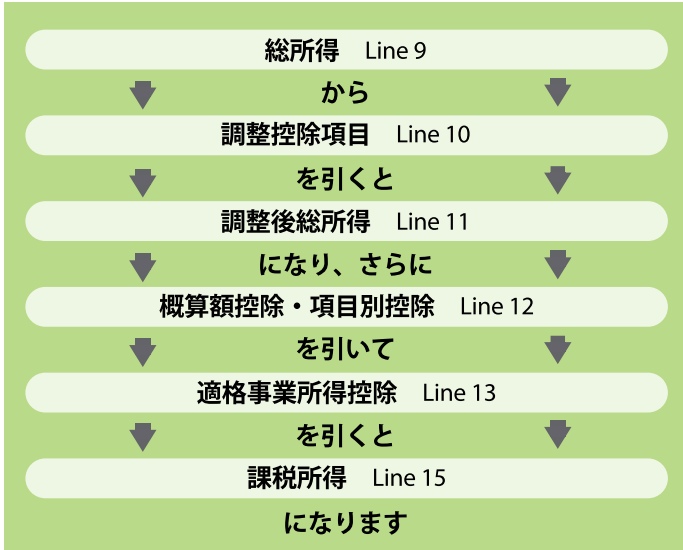 総所得 Line 9
から
調整控除項目 Line 10
を引くと
調整後総所得 Line 11
になり、さらに
概算額控除・項目別控除 Line 12
を引いて
適格事業所得控除 Line 13
を引くと
課税所得 Line 15
になります